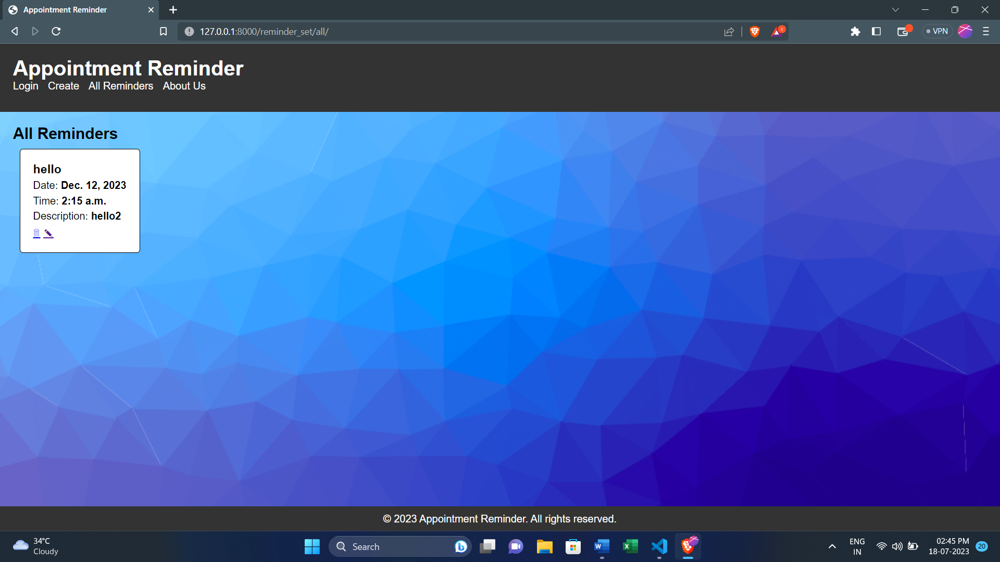 Appointment Reminder
127.0.0.1:8000/reminder_set/all/
1
VPN
Appointment Reminder
Login Create All Reminders About Us
All Reminders
hello
Date: Dec. 12, 2023
Time: 2:15 a.m.
Description: hello2
© 2023 Appointment Reminder. All rights reserved.
34°C
Cloudy
Search
ENG
IN
02:45 PM
18-07-2023
20